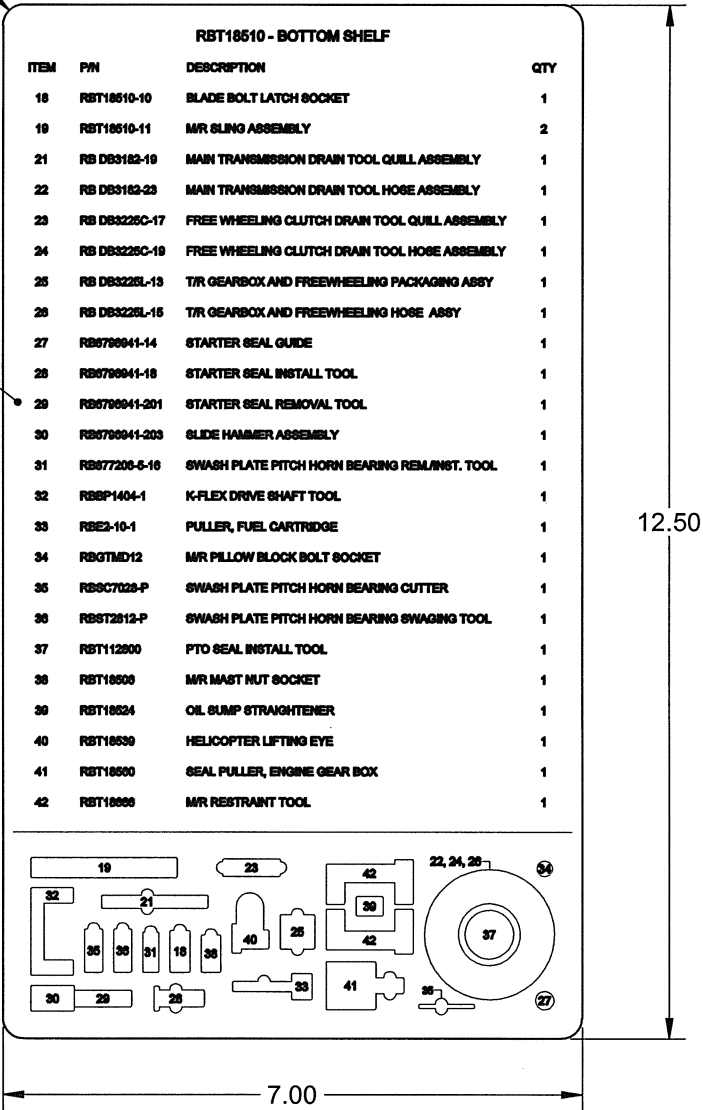 RBT18510 - BOTTOM SHELF
ITEM P/N DESCRIPTION QTY
18 RBT18510-10 BLADE BOLT LATCH SOCKET 1
19 RBT18510-11 M/R SLING ASSEMBLY 2
21 RB DB3182-19 MAIN TRANSMISSION DRAIN TOOL QUILL ASSEMBLY 1
22 RB DB3182-23 MAIN TRANSMISSION DRAIN TOOL HOSE ASSEMBLY 1
23 RB DB3225C-17 FREE WHEELING CLUTCH DRAIN TOOL QUILL ASSEMBLY 1
24 RB DB3225C-19 FREE WHEELING CLUTCH DRAIN TOOL HOSE ASSEMBLY 1
25 RB DB3225L-13 T/R GEARBOX AND FREEWHEELING PACKAGING ASSY 1
26 RB DB3225L-15 T/R GEARBOX AND FREEWHEELING HOSE ASSY 1
27 RB6796941-14 STARTER SEAL GUIDE 1
28 RB6796941-18 STARTER SEAL INSTALL TOOL 1
29 RB6796941-201 STARTER SEAL REMOVAL TOOL 1
30 RB6796941-203 SLIDE HAMMER ASSEMBLY 1
31 RB877206-5-16 SWASH PLATE PITCH HORN BEARING REM./INST. TOOL 1
32 RBBP1404-1 K-FLEX DRIVE SHAFT TOOL 1
33 RBE2-10-1 PULLER, FUEL CARTRIDGE 1
34 RBGTMD12 M/R PILLOW BLOCK BOLT SOCKET 1
35 RBSC7028-P SWASH PLATE PITCH HORN BEARING CUTTER 1
36 RBST2812-P SWASH PLATE PITCH HORN BEARING SWAGING TOOL 1
37 RBT112800 PTO SEAL INSTALL TOOL 1
38 RBT18506 M/R MAST NUT SOCKET 1
39 RBT18524 OIL SUMP STRAIGHTENER 1
40 RBT18539 HELICOPTER LIFTING EYE 1
41 RBT18560 SEAL PULLER, ENGINE GEAR BOX 1
42 RBT18666 M/R RESTRAINT TOOL 1
12.50
19 23 42 22, 24, 26 34
32 21 39
35 36 31 18 38 40 25 42 37
30 29 28 33 41 27
7.00